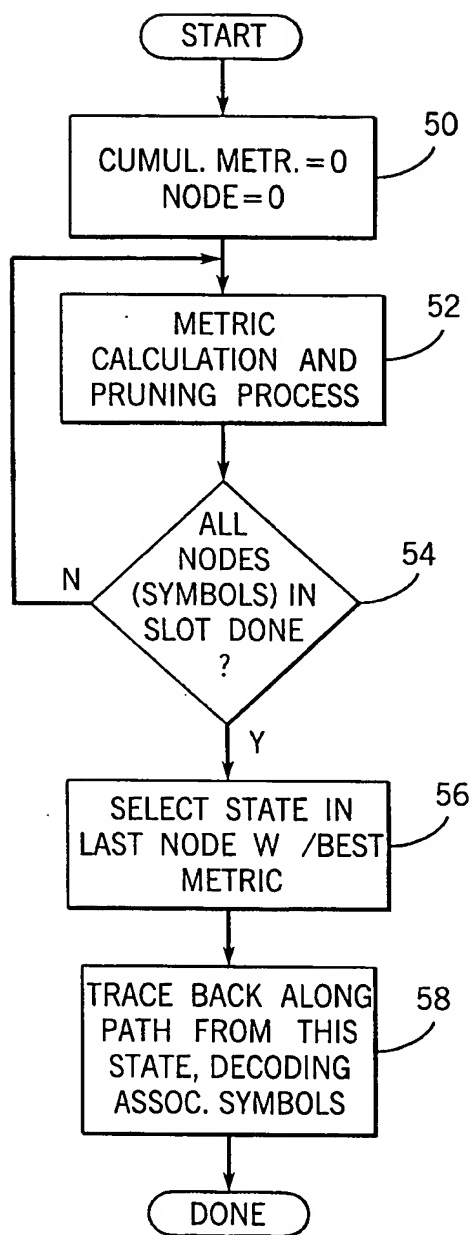 START
50
CUMUL. METR. = 0
NODE = 0
52
METRIC
CALCULATION AND
PRUNING PROCESS
54
ALL
NODES
(SYMBOLS) IN
SLOT DONE
?
N
Y
56
SELECT STATE IN
LAST NODE W /BEST
METRIC
58
TRACE BACK ALONG
PATH FROM THIS
STATE, DECODING
ASSOC. SYMBOLS
DONE